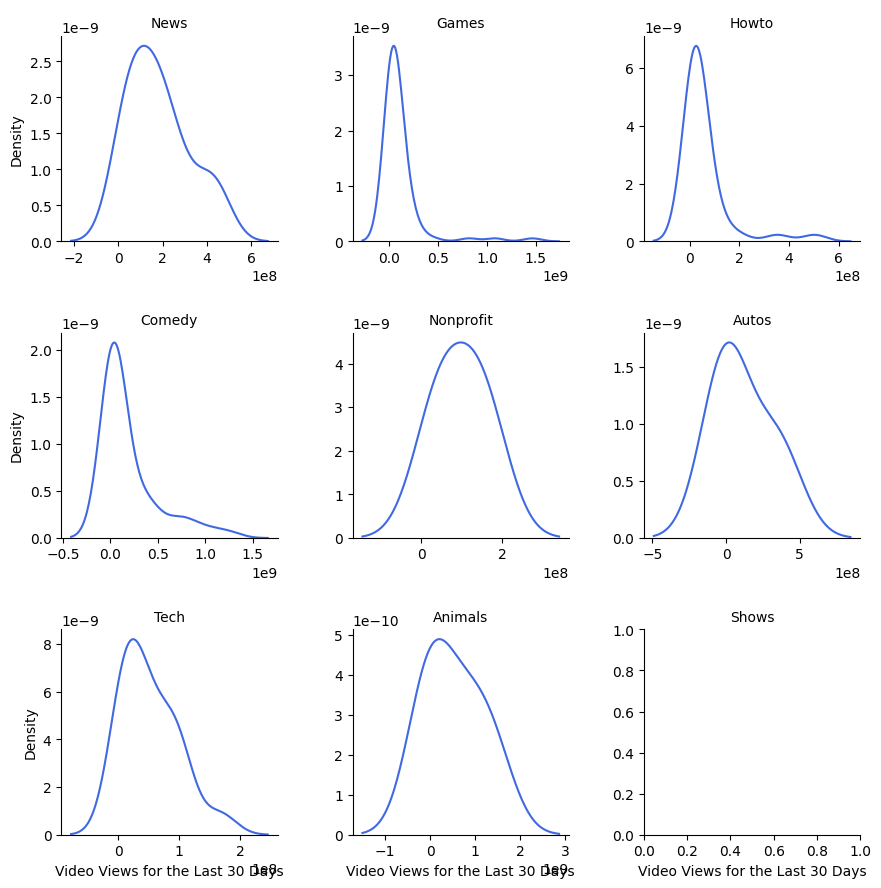 News
1e−9
Density
2.5
2.0
1.5
1.0
0.5
0.0
−2 0 2 4 6
1e8
Games
1e−9
3
2
1
0
0.0 0.5 1.0 1.5
1e9
Howto
1e−9
6
4
2
0
0 2 4 6
1e8
Comedy
1e−9
Density
2.0
1.5
1.0
0.5
0.0
−0.5 0.0 0.5 1.0 1.5
1e9
Nonprofit
1e−9
4
3
2
1
0
0 2
1e8
Autos
1e−9
1.5
1.0
0.5
0.0
−5 0 5
1e8
Tech
1e−9
Density
8
6
4
2
0
0 1 2
1e8
Video Views for the Last 30 Days
Animals
1e−10
5
4
3
2
1
0
−1 0 1 2 3
1e9
Video Views for the Last 30 Days
Shows
1.0
0.8
0.6
0.4
0.2
0.0
0.0 0.2 0.4 0.6 0.8 1.0
Video Views for the Last 30 Days